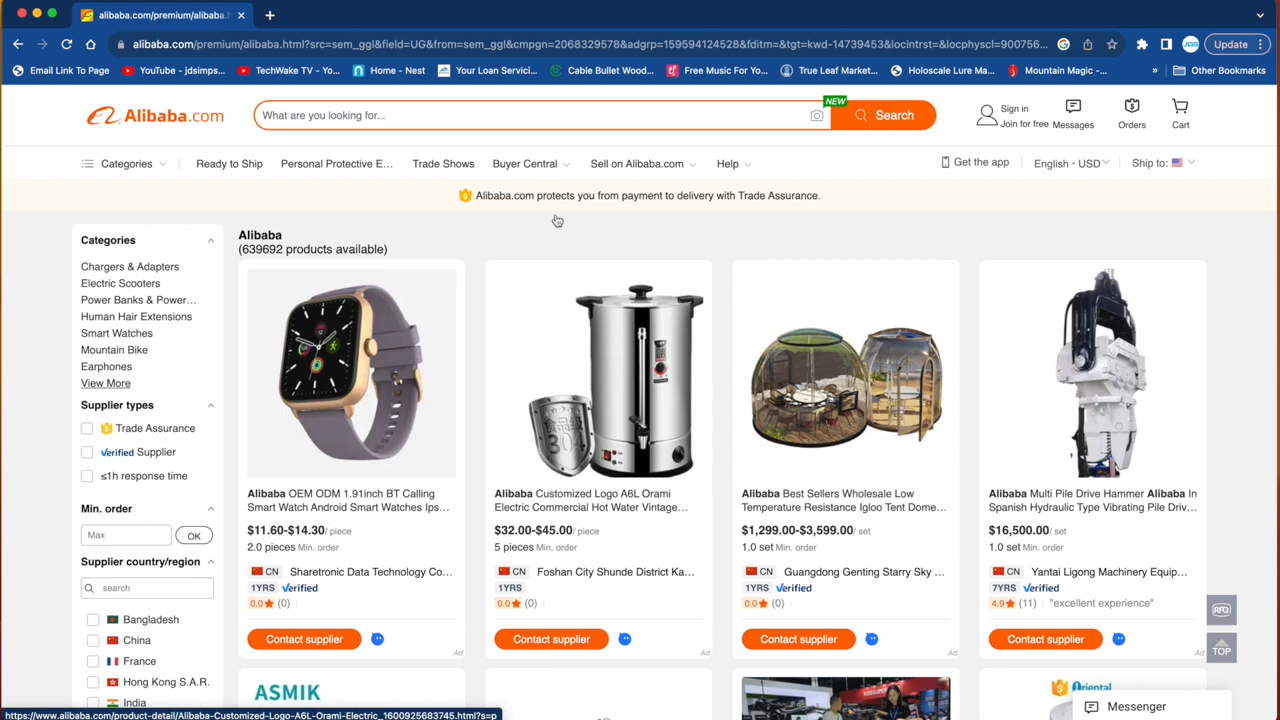 alibaba.com/premium/alibaba.h
alibaba.com/premium/alibaba.html?src=sem_ggl&field=UG&from=sem_ggl&cmpgn=2068329578&adgrp=159594124528&fditm=&tgt=kwd-14739453&locintrst=&locphyscl=900756...
Update
Email Link To Page
YouTube - jdsimps...
TechWake TV - Yo...
Home - Nest
Your Loan Servici...
Cable Bullet Wood...
Free Music For Yo...
True Leaf Market...
Holoscale Lure Ma...
Mountain Magic -...
»
Other Bookmarks
Alibaba.com
What are you looking for...
NEW
Search
Sign in
Join for free
Messages
Orders
Cart
Categories
Ready to Ship
Personal Protective E...
Trade Shows
Buyer Central
Sell on Alibaba.com
Help
Get the app
English - USD
Ship to:
Alibaba.com protects you from payment to delivery with Trade Assurance.
Categories
Chargers & Adapters
Electric Scooters
Power Banks & Power...
Human Hair Extensions
Smart Watches
Mountain Bike
Earphones
View More
Supplier types
Trade Assurance
Verified Supplier
≤1h response time
Min. order
Max
OK
Supplier country/region
search
Bangladesh
China
France
Hong Kong S.A.R.
India
Alibaba
(639692 products available)
Alibaba OEM ODM 1.91inch BT Calling
Smart Watch Android Smart Watches Ips...
$11.60-$14.30/ piece
2.0 pieces Min. order
CN Sharetronic Data Technology Co...
1YRS Verified
0.0 (0)
Contact supplier
Ad
食品级
304
Alibaba Customized Logo A6L Orami
Electric Commercial Hot Water Vintage...
$32.00-$45.00/ piece
5 pieces Min. order
CN Foshan City Shunde District Ka...
1YRS
0.0 (0)
Contact supplier
Ad
Alibaba Best Sellers Wholesale Low
Temperature Resistance Igloo Tent Dome...
$1,299.00-$3,599.00/ set
1.0 set Min. order
CN Guangdong Genting Starry Sky ...
1YRS Verified
0.0 (0)
Contact supplier
Ad
Alibaba Multi Pile Drive Hammer Alibaba In
Spanish Hydraulic Type Vibrating Pile Driv...
$16,500.00/ set
1.0 set Min. order
CN Yantai Ligong Machinery Equip...
7YRS Verified
4.9 (11) "excellent experience"
Contact supplier
Ad
RFQ
TOP
ASMIK
Oriental
Messenger
https://www.alibaba.com/product-detail/Alibaba-Customized-Logo-A6L-Orami-Electric_1600925683745.html?s=p